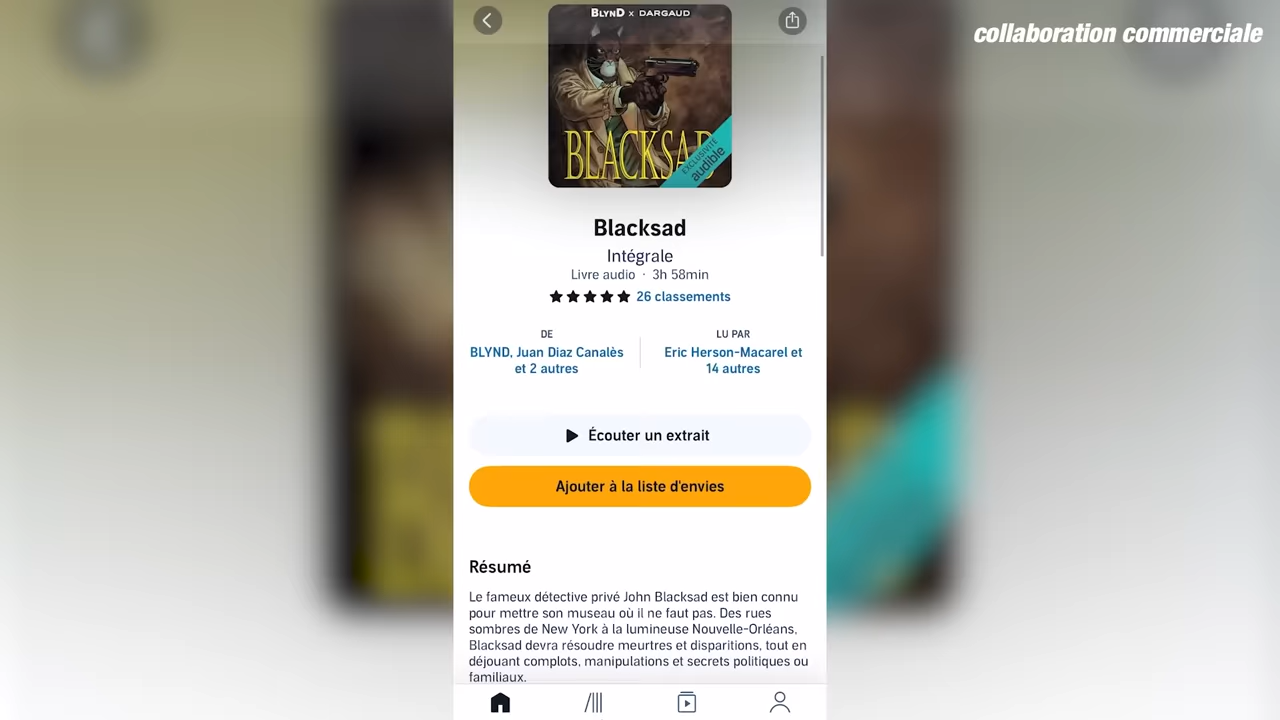 BLYND x DARGAUD
collaboration commerciale
BLACKSAD
EXCLUSIVITÉ
audible
Blacksad
Intégrale
Livre audio · 3h 58min
26 classements
DE
BLYND, Juan Diaz Canalès
et 2 autres
LU PAR
Eric Herson-Macarel et
14 autres
Écouter un extrait
Ajouter à la liste d'envies
Résumé
Le fameux détective privé John Blacksad est bien connu
pour mettre son museau où il ne faut pas. Des rues
sombres de New York à la lumineuse Nouvelle-Orléans,
Blacksad devra résoudre meurtres et disparitions, tout en
déjouant complots, manipulations et secrets politiques ou
familiaux.